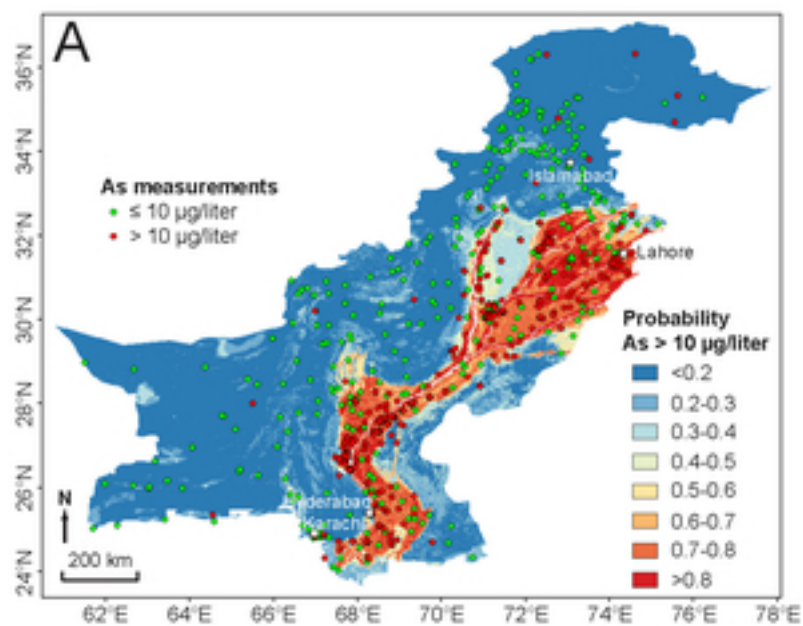 A
As measurements
≤ 10 µg/liter
> 10 µg/liter
Islamabad
Lahore
Hyderabad
Karachi
Probability
As > 10 µg/liter
<0.2
0.2-0.3
0.3-0.4
0.4-0.5
0.5-0.6
0.6-0.7
0.7-0.8
>0.8
N
200 km
36°N
34°N
32°N
30°N
28°N
26°N
24°N
62°E
64°E
66°E
68°E
70°E
72°E
74°E
76°E
78°E